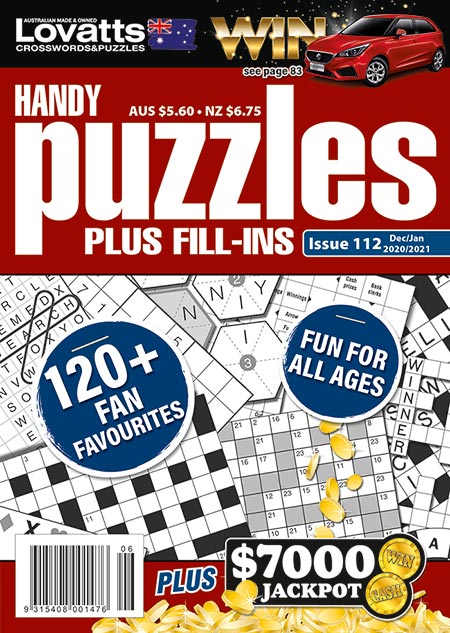 AUSTRALIAN MADE & OWNED
Lovatts
CROSSWORDS&PUZZLES
WIN
see page 83
HANDY
AUS $5.60 • NZ $6.75
puzzles
PLUS FILL-INS
Issue 112 Dec/Jan
2020/2021
120+
FAN
FAVOURITES
FUN FOR
ALL AGES
Cash
prizes
Bank
clerks
Winnings
Arrow
WINNER
PLUS
$7000
JACKPOT
WIN
CASH
06
9 315408 001476